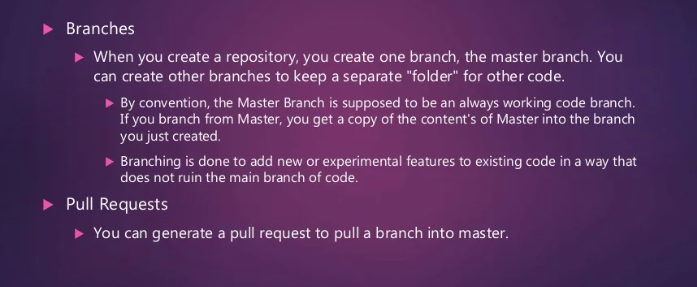 Branches
When you create a repository, you create one branch, the master branch. You
can create other branches to keep a separate "folder" for other code.
By convention, the Master Branch is supposed to be an always working code branch.
If you branch from Master, you get a copy of the content's of Master into the branch
you just created.
Branching is done to add new or experimental features to existing code in a way that
does not ruin the main branch of code.
Pull Requests
You can generate a pull request to pull a branch into master.